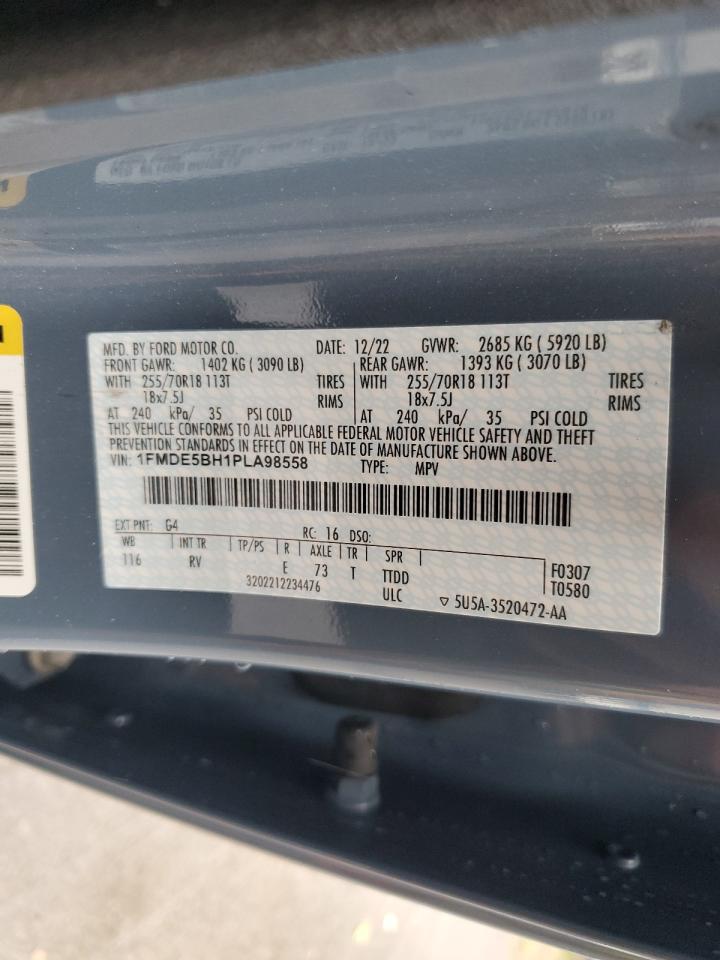 MFD. BY FORD MOTOR CO. DATE: 12/22 GVWR: 2685 KG ( 5920 LB)
FRONT GAWR: 1402 KG ( 3090 LB) REAR GAWR: 1393 KG ( 3070 LB)
WITH 255/70R18 113T TIRES WITH 255/70R18 113T TIRES
18x7.5J RIMS 18x7.5J RIMS
AT 240 kPa/ 35 PSI COLD AT 240 kPa/ 35 PSI COLD
THIS VEHICLE CONFORMS TO ALL APPLICABLE FEDERAL MOTOR VEHICLE SAFETY AND THEFT
PREVENTION STANDARDS IN EFFECT ON THE DATE OF MANUFACTURE SHOWN ABOVE.
VIN: 1FMDE5BH1PLA98558 TYPE: MPV
EXT PNT: G4 RC: 16 DSO:
WB INT TR TP/PS R AXLE TR SPR
116 RV E 73 T TTDD F0307
3202212234476 ULC T0580
▽ 5U5A-3520472-AA